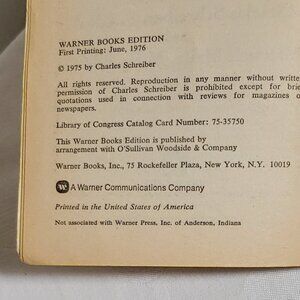 WARNER BOOKS EDITION
First Printing: June, 1976
© 1975 by Charles Schreiber
All rights reserved. Reproduction in any manner without written
permission of Charles Schreiber is prohibited except for brief
quotations used in connection with reviews for magazines o
newspapers.
Library of Congress Catalog Card Number: 75-35750
This Warner Books Edition is published by
arrangement with O'Sullivan Woodside & Company
Warner Books, Inc., 75 Rockefeller Plaza, New York, N.Y. 10019
A Warner Communications Company
Printed in the United States of America
Not associated with Warner Press, Inc. of Anderson, Indiana